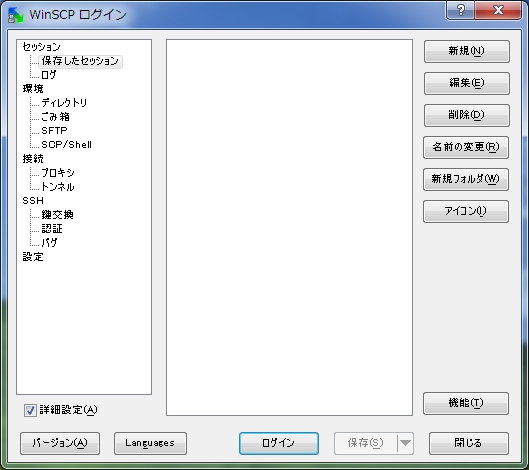 WinSCP ログイン
セッション
保存したセッション
ログ
環境
ディレクトリ
ごみ箱
SFTP
SCP/Shell
接続
プロキシ
トンネル
SSH
鍵交換
認証
バグ
設定
詳細設定(A)
新規(N)
編集(E)
削除(D)
名前の変更(R)
新規フォルダ(W)
アイコン(I)
機能(T)
バージョン(A)
Languages
ログイン
保存(S)
閉じる